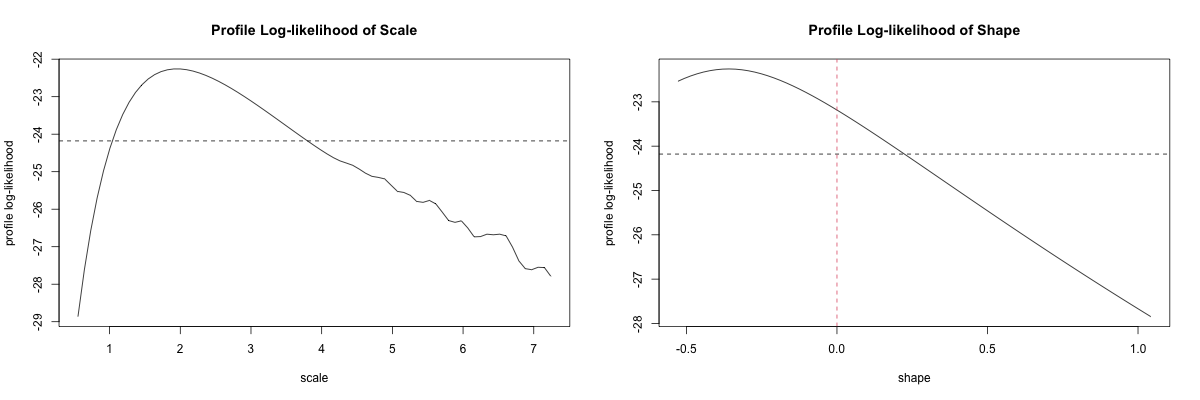 Profile Log-likelihood of Scale
profile log-likelihood
-22
-23
-24
-25
-26
-27
-28
-29
1 2 3 4 5 6 7
scale
Profile Log-likelihood of Shape
profile log-likelihood
-23
-24
-25
-26
-27
-28
-0.5 0.0 0.5 1.0
shape